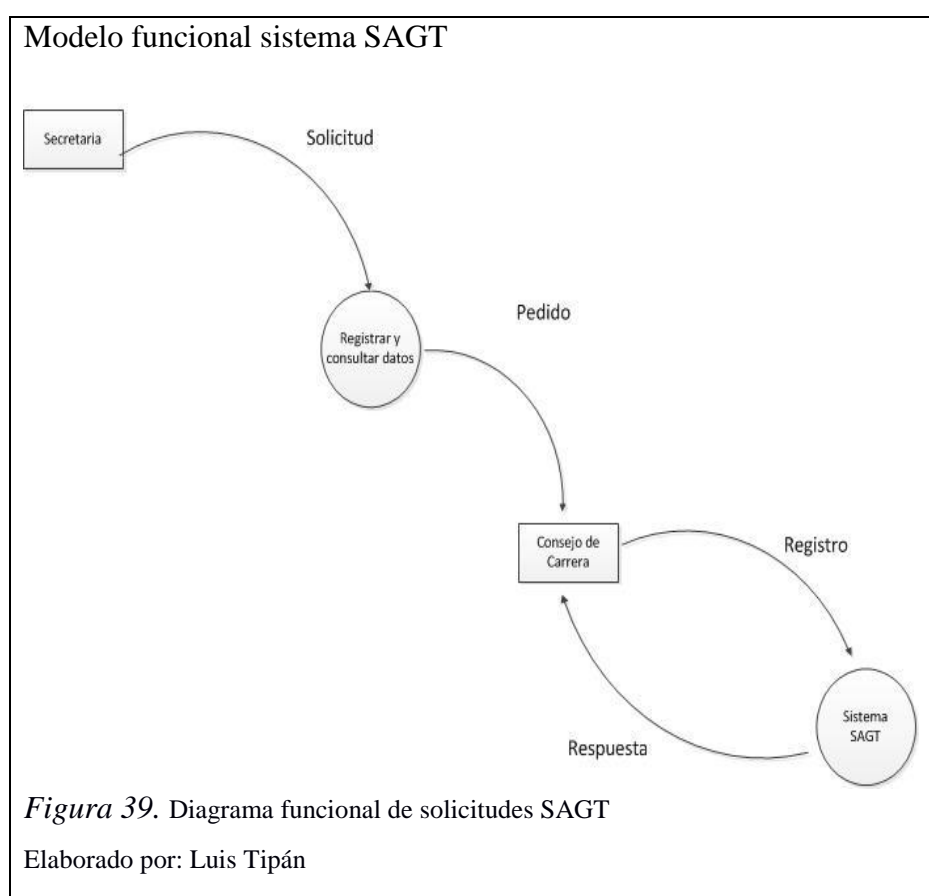 Modelo funcional sistema SAGT
Secretaria
Solicitud
Registrar y
consultar datos
Pedido
Consejo de
Carrera
Registro
Sistema
SAGT
Respuesta
Figura 39. Diagrama funcional de solicitudes SAGT
Elaborado por: Luis Tipán